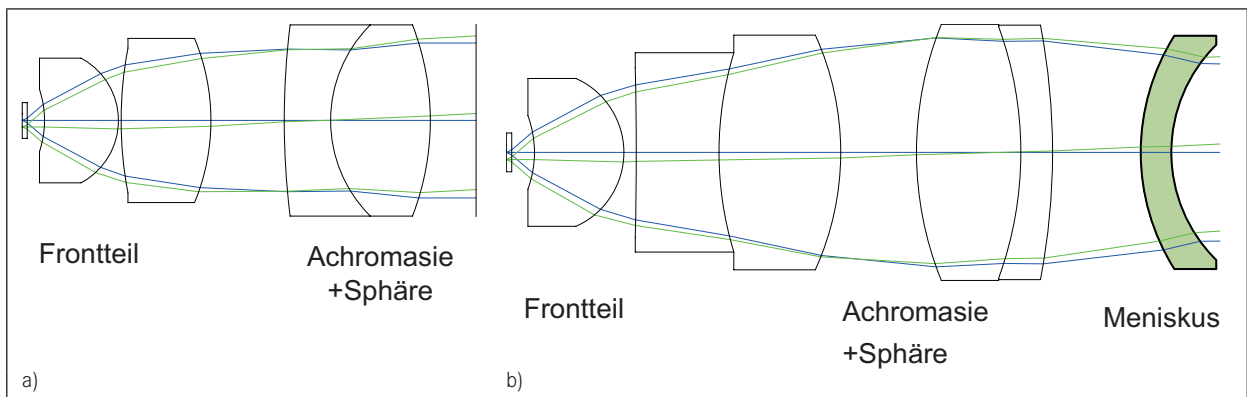 Frontteil
Achromasie
+Sphäre
a)
Frontteil
Achromasie
+Sphäre
Meniskus
b)